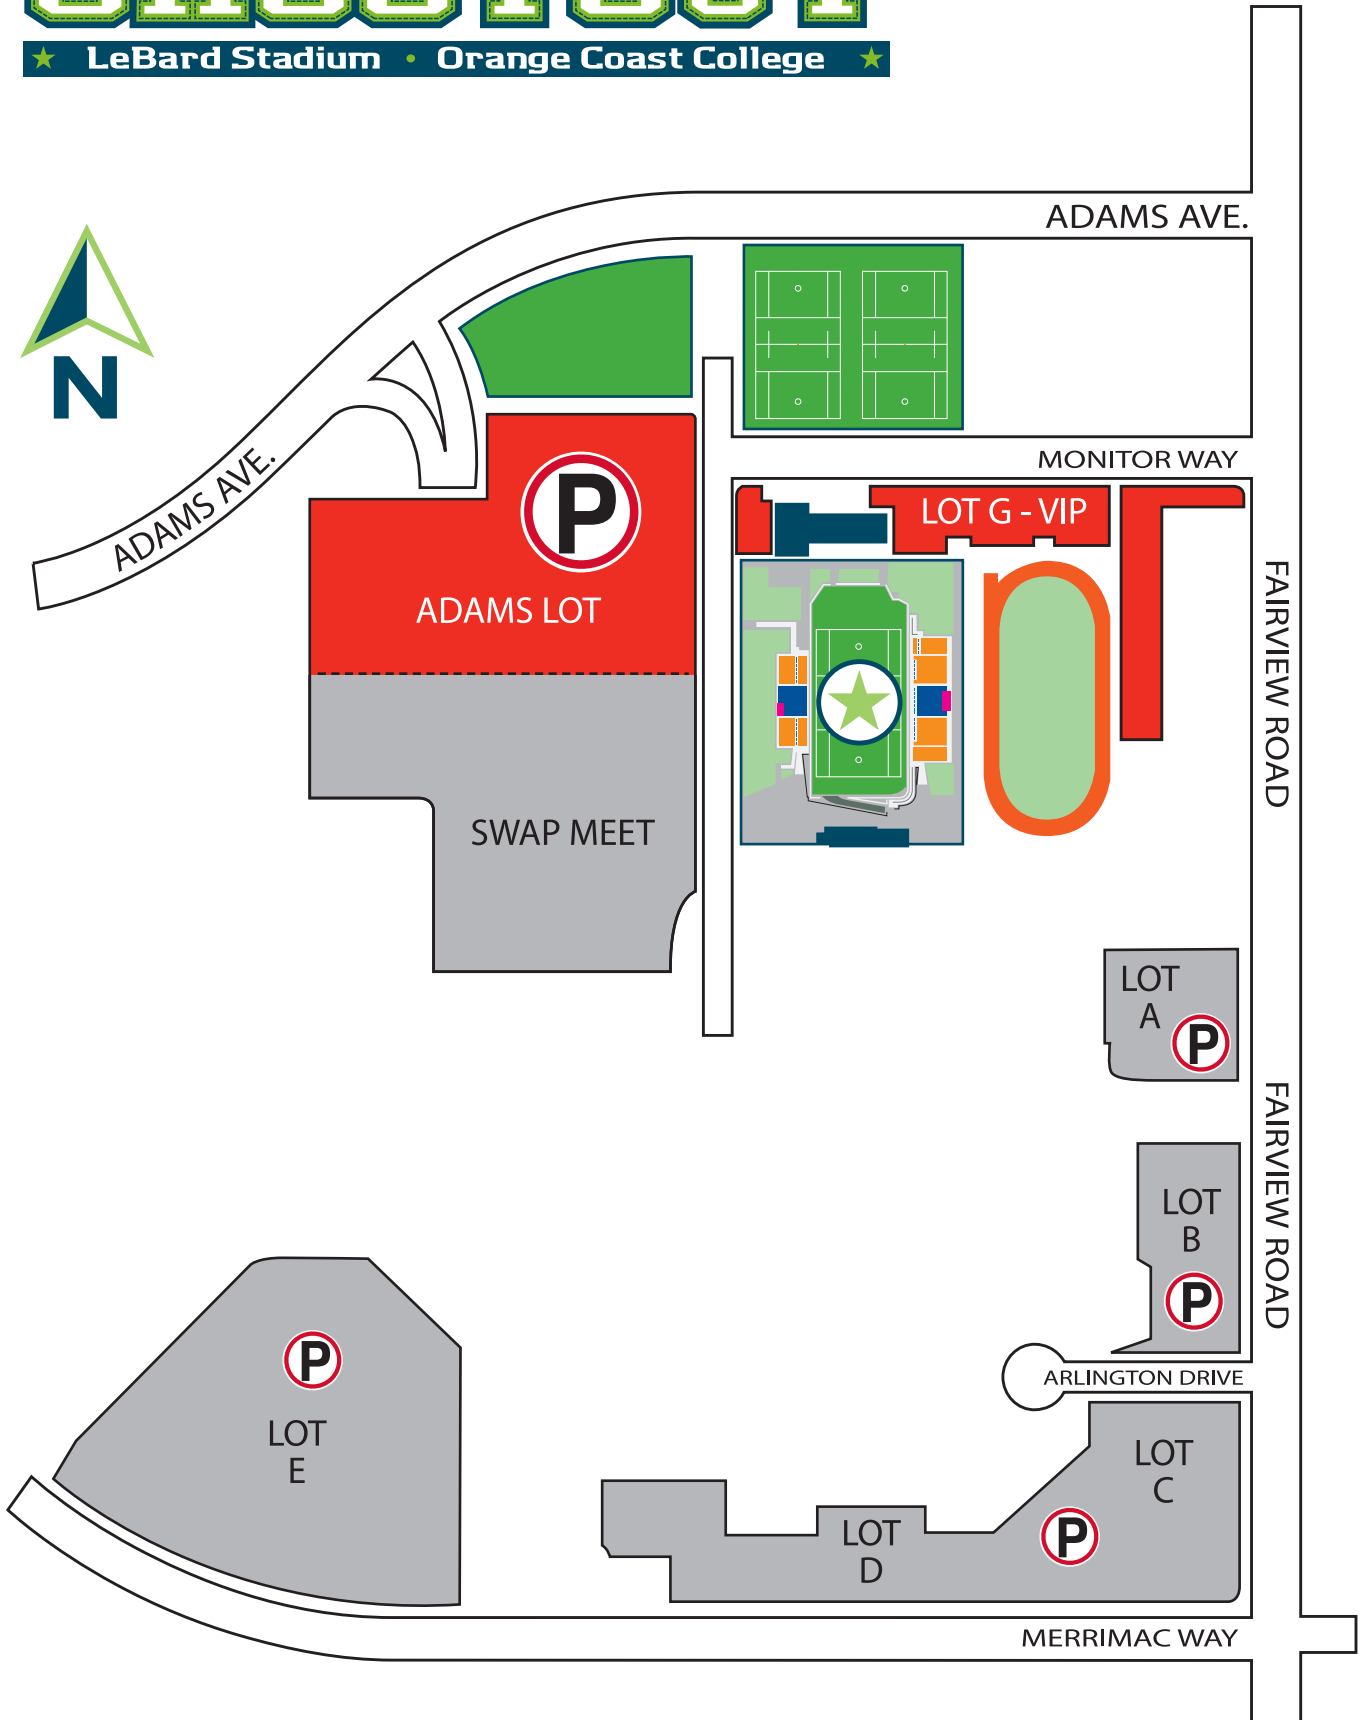 ★ LeBard Stadium • Orange Coast College ★
ADAMS AVE.
N
MONITOR WAY
ADAMS AVE.
P
LOT G - VIP
ADAMS LOT
FAIRVIEW ROAD
SWAP MEET
LOT
A
P
FAIRVIEW ROAD
LOT
B
P
ARLINGTON DRIVE
P
LOT
E
LOT
C
P
LOT
D
MERRIMAC WAY